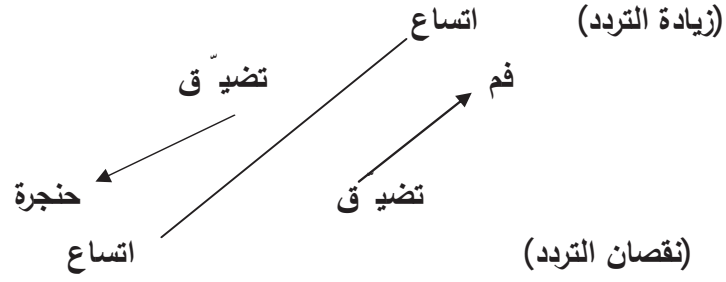 (زيادة التردد) اتساع
فم تضيّق
تضيّق حنجرة
(نقصان التردد) اتساع